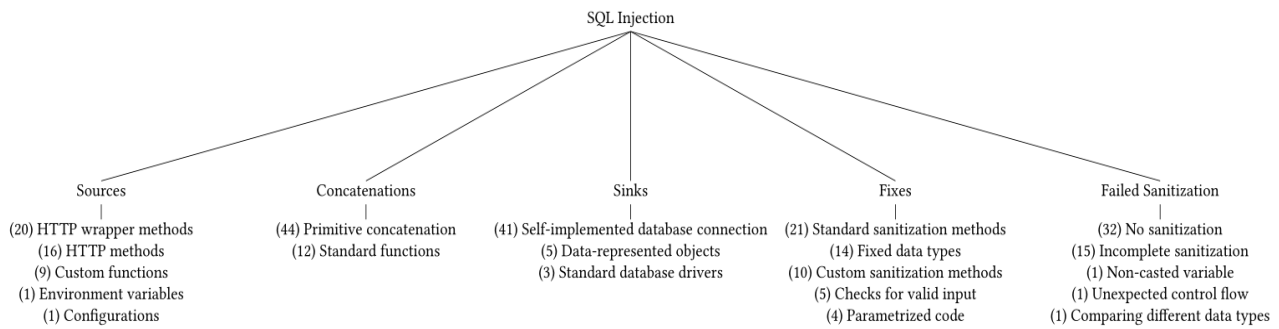 SQL Injection
Sources
(20) HTTP wrapper methods
(16) HTTP methods
(9) Custom functions
(1) Environment variables
(1) Configurations
Concatenations
(44) Primitive concatenation
(12) Standard functions
Sinks
(41) Self-implemented database connection
(5) Data-represented objects
(3) Standard database drivers
Fixes
(21) Standard sanitization methods
(14) Fixed data types
(10) Custom sanitization methods
(5) Checks for valid input
(4) Parametrized code
Failed Sanitization
(32) No sanitization
(15) Incomplete sanitization
(1) Non-casted variable
(1) Unexpected control flow
(1) Comparing different data types